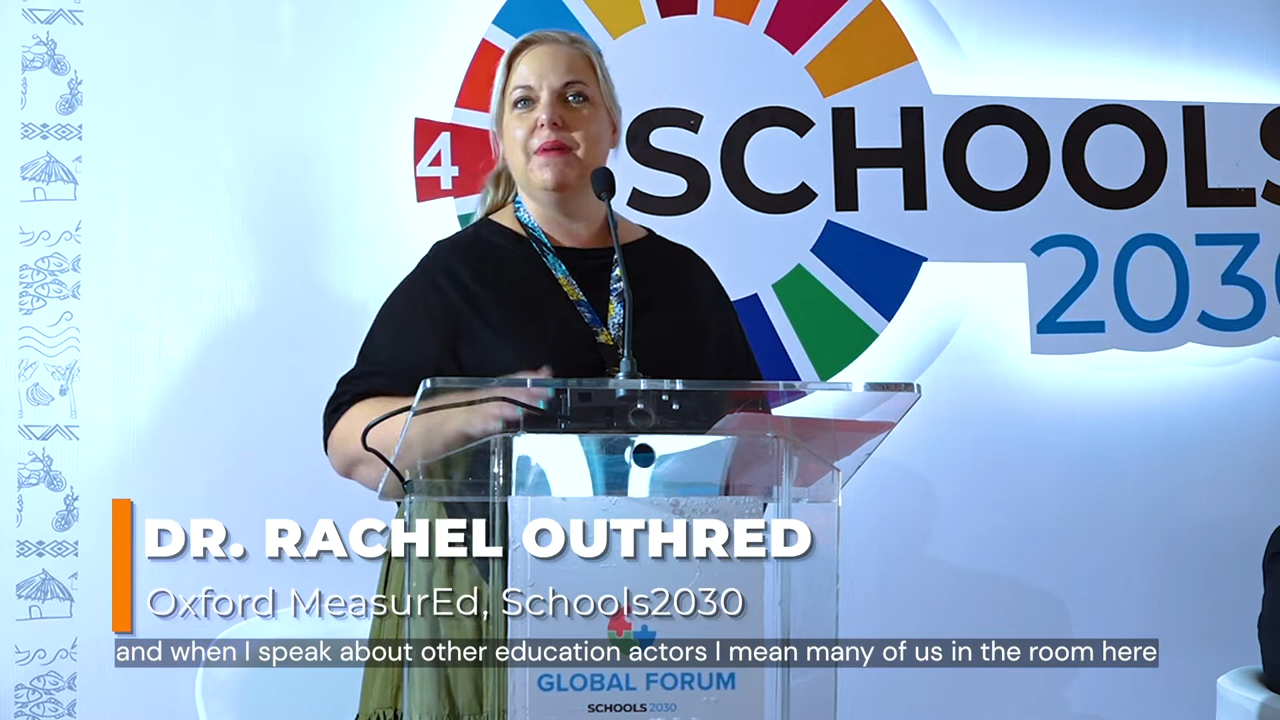 4
SCHOOLS
2030
DR. RACHEL OUTHRED
Oxford MeasurEd, Schools2030
and when I speak about other education actors I mean many of us in the room here
GLOBAL FORUM
SCHOOLS 2030